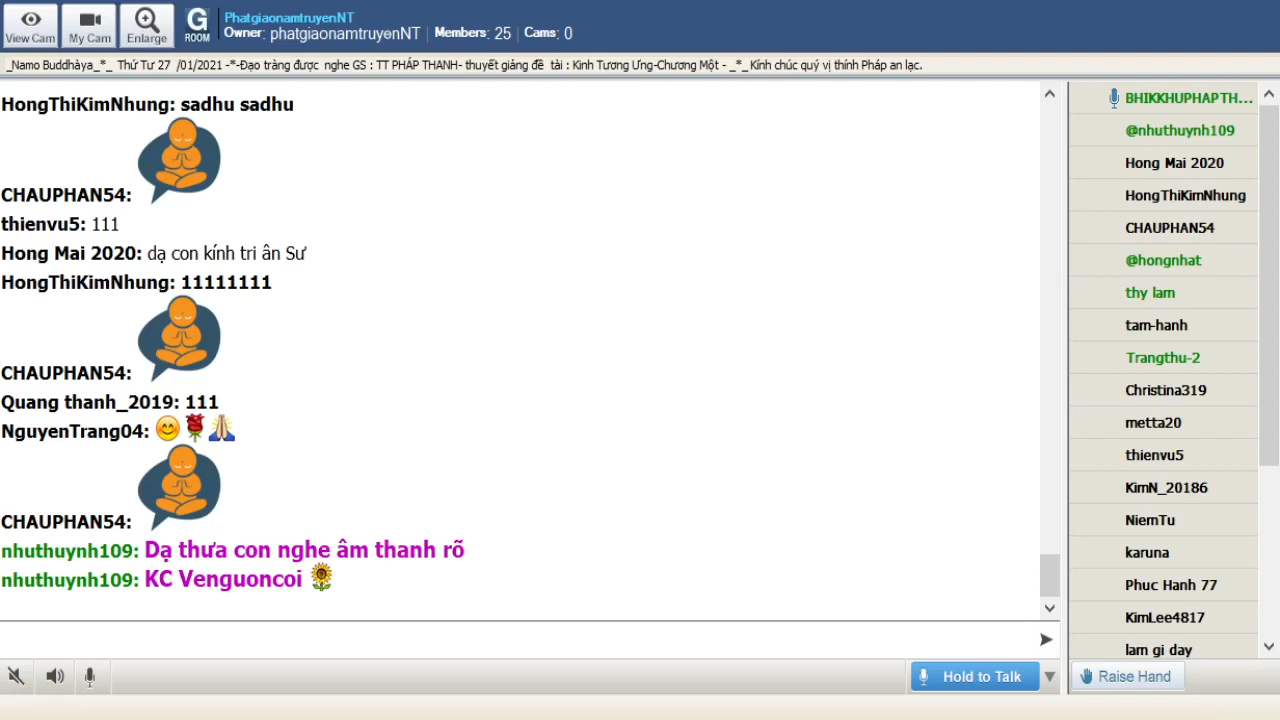 View Cam
My Cam
Enlarge
G
ROOM
PhatgiaonamtruyenNT
Owner: phatgiaonamtruyenNT
Members: 25
Cams: 0
_Namo Buddhàya_*_ Thứ Tư 27 /01/2021 -*-Đạo tràng được nghe GS : TT PHÁP THANH- thuyết giảng đề tài : Kinh Tương Ưng-Chương Một - _*_Kính chúc quý vị thính Pháp an lạc.
HongThiKimNhung: sadhu sadhu
CHAUPHAN54:
thienvu5: 111
Hong Mai 2020: dạ con kính tri ân Sư
HongThiKimNhung: 11111111
CHAUPHAN54:
Quang thanh_2019: 111
NguyenTrang04: 😊🌹🙏
CHAUPHAN54:
nhuthuynh109: Dạ thưa con nghe âm thanh rõ
nhuthuynh109: KC Venguoncoi 🌻
Hold to Talk
BHIKKHUPHAPTH...
@nhuthuynh109
Hong Mai 2020
HongThiKimNhung
CHAUPHAN54
@hongnhat
thy lam
tam-hanh
Trangthu-2
Christina319
metta20
thienvu5
KimN_20186
NiemTu
karuna
Phuc Hanh 77
KimLee4817
lam gi day
Raise Hand